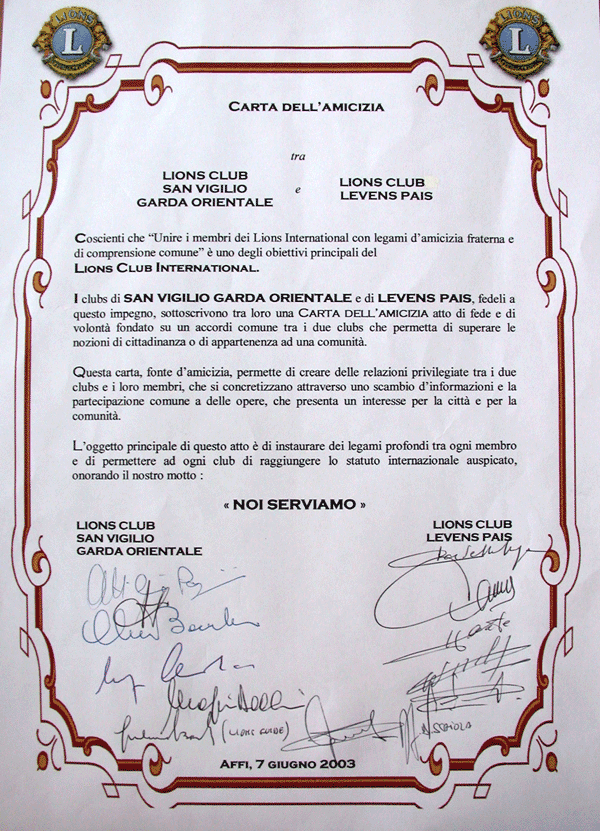 LIONS
L
LIONS
L
CARTA DELL'AMICIZIA
tra
LIONS CLUB
SAN VIGILIO
GARDA ORIENTALE
e
LIONS CLUB
LEVENS PAIS
Coscienti che “Unire i membri dei Lions International con legami d'amicizia fraterna e
di comprensione comune” è uno degli obiettivi principali del
LIONS CLUB INTERNATIONAL.
I clubs di SAN VIGILIO GARDA ORIENTALE e di LEVENS PAIS, fedeli a
questo impegno, sottoscrivono tra loro una CARTA DELL'AMICIZIA atto di fede e di
volontà fondato su un accordi comune tra i due clubs che permetta di superare le
nozioni di cittadinanza o di appartenenza ad una comunità.
Questa carta, fonte d'amicizia, permette di creare delle relazioni privilegiate tra i due
clubs e i loro membri, che si concretizzano attraverso uno scambio d'informazioni e la
partecipazione comune a delle opere, che presenta un interesse per la città e per la
comunità.
L'oggetto principale di questo atto è di instaurare dei legami profondi tra ogni membro
e di permettere ad ogni club di raggiungere lo statuto internazionale auspicato,
onorando il nostro motto :
« NOI SERVIAMO »
LIONS CLUB
SAN VIGILIO
GARDA ORIENTALE
LIONS CLUB
LEVENS PAIS
(LIONS GUIDE)
AFFI, 7 GIUGNO 2003